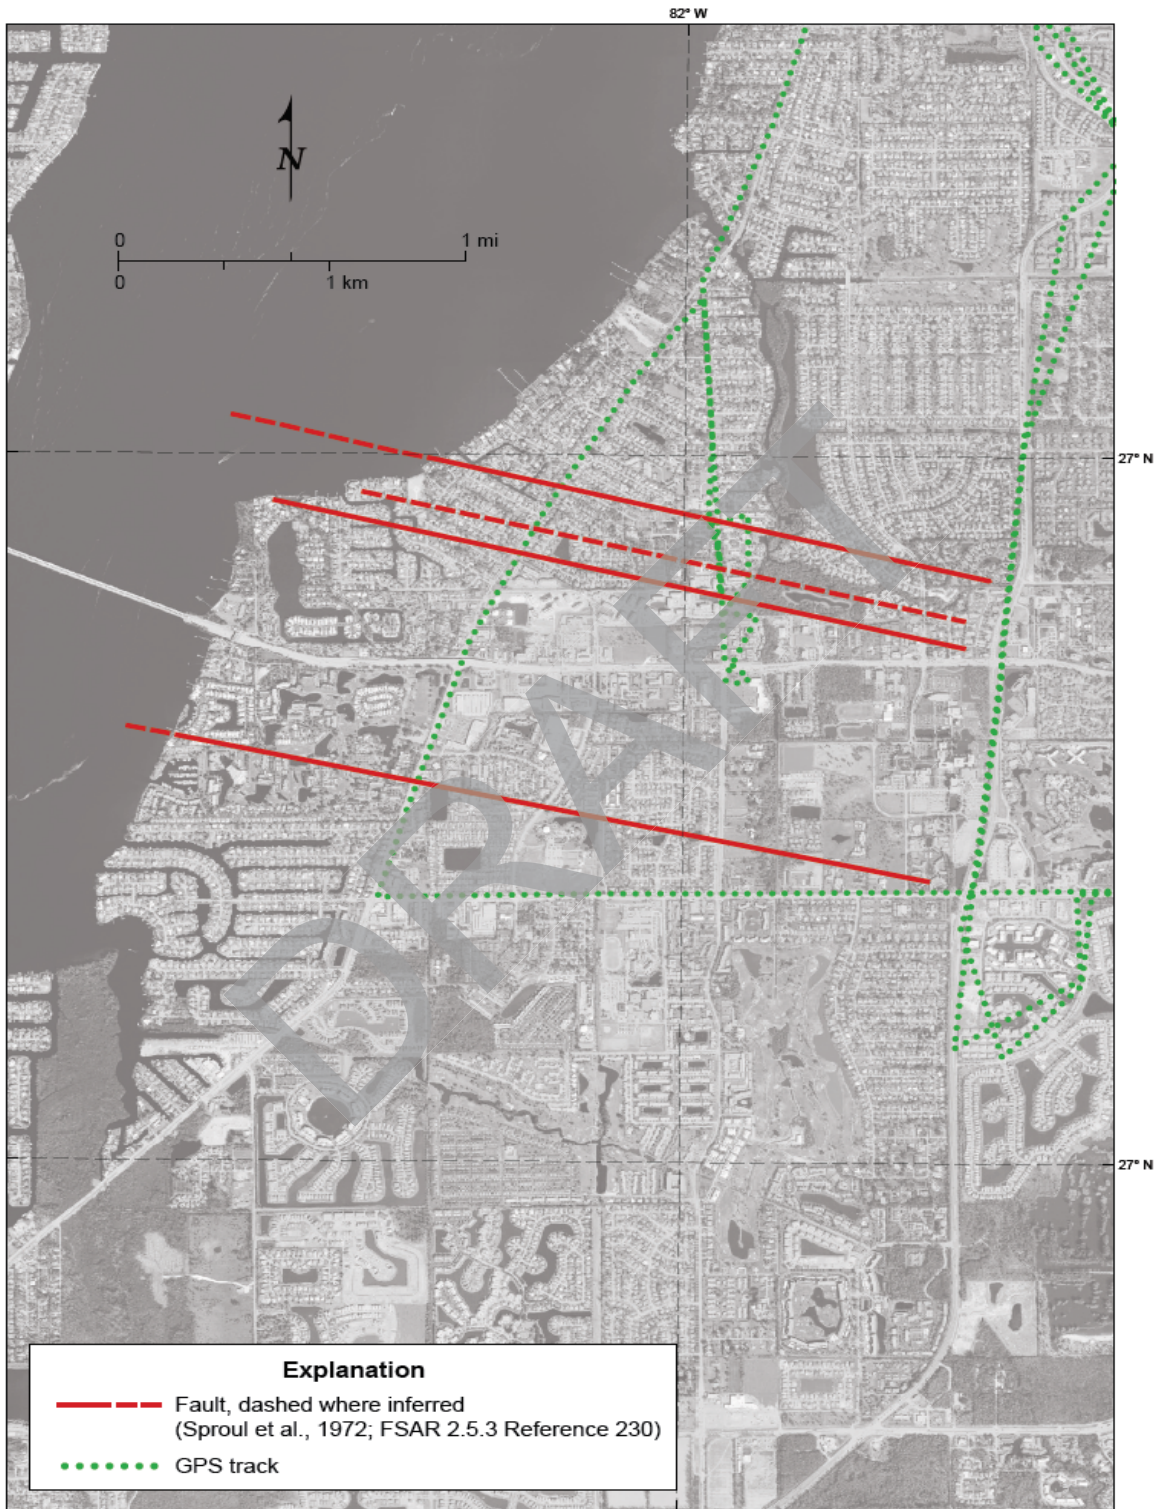 82° W
N
0 1 mi
0 1 km
27° N
27° N
DRAFT
Explanation
Fault, dashed where inferred
(Sproul et al., 1972; FSAR 2.5.3 Reference 230)
GPS track